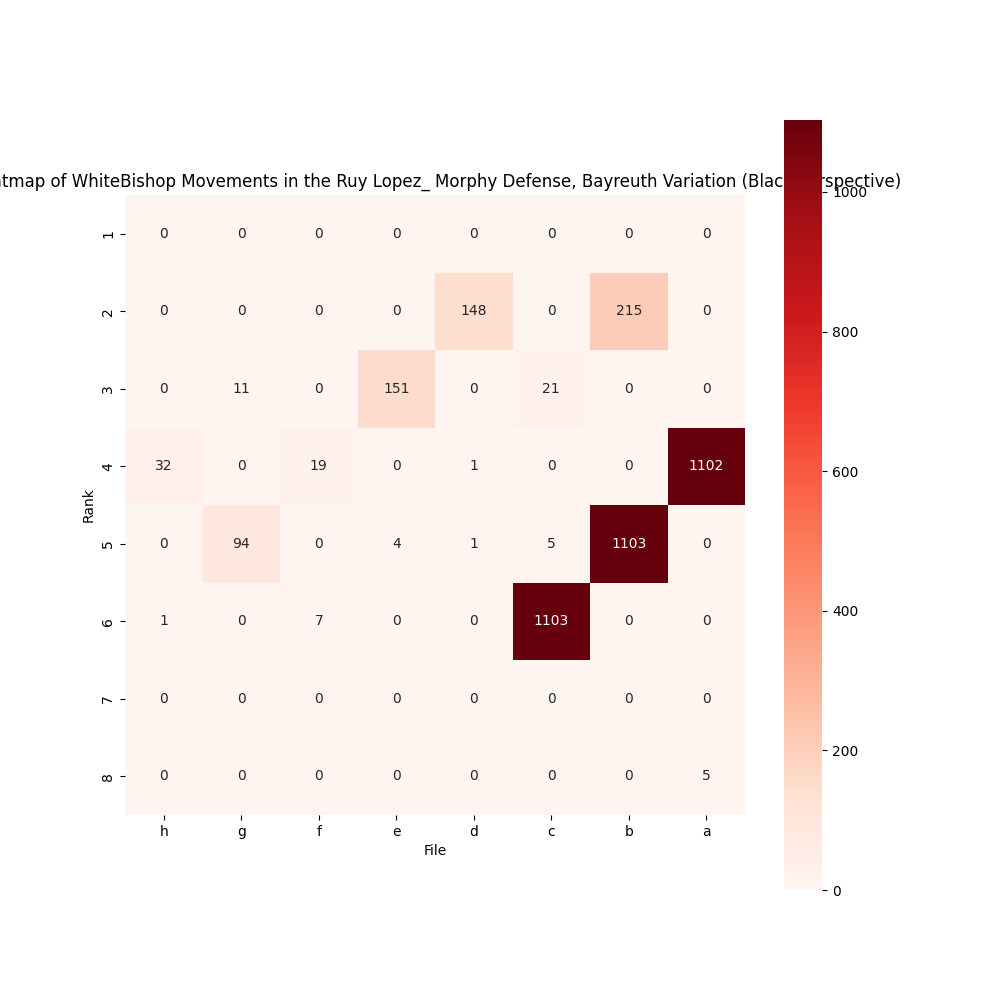 of WhiteBishop Movements in the Ruy Lopez_ Morphy Defense, Bayreuth Variation
1000
1 0 0 0 0 0 0 0 0
2 0 0 0 0 148 0 215 0
800
3 0 11 0 151 0 21 0 0
4 32 0 19 0 1 0 0 1102
600
Rank
5 0 94 0 4 1 5 1103 0
400
6 1 0 7 0 0 1103 0 0
7 0 0 0 0 0 0 0 0
200
8 0 0 0 0 0 0 0 5
h g f e d c b a
File
0